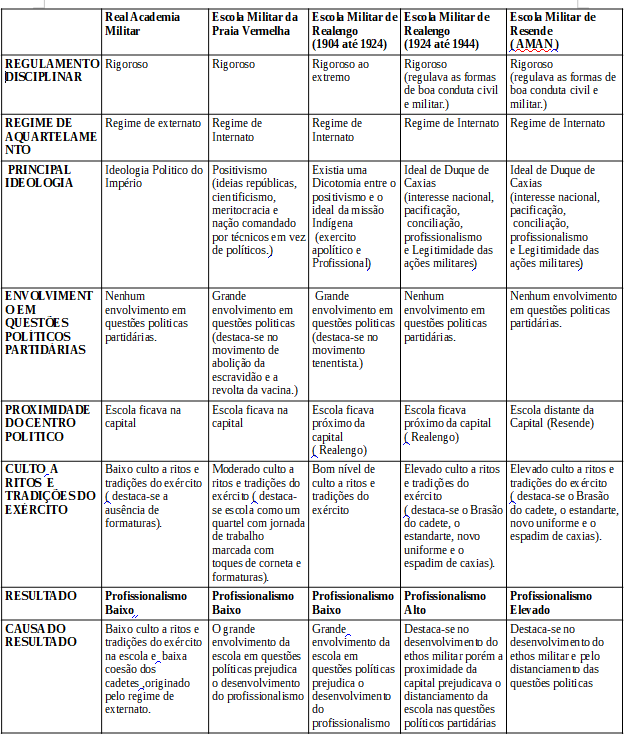 Real Academia
Militar
Escola Militar da
Praia Vermelha
Escola Militar de
Realengo
(1904 até 1924)
Escola Militar de
Realengo
(1924 até 1944)
Escola Militar de
Resende
( AMAN )
REGULAMENTO
DISCIPLINAR
Rigoroso
Rigoroso
Rigoroso ao
extremo
Rigoroso
(regulava as formas
de boa conduta civil
e militar.)
Rigoroso
(regulava as formas de
boa conduta civil e
militar.)
REGIME DE
AQUARTELAME
NTO
Regime de externato
Regime de
Internato
Regime de
Internato
Regime de Internato
Regime de Internato
PRINCIPAL
IDEOLOGIA
Ideologia Politico do
Império
Positivismo
(ideias repúblicas,
cientificismo,
meritocracia e
nação comandado
por técnicos em vez
de políticos.)
Existia uma
Dicotomia entre o
positivismo e o
ideal da missão
Indígena
(exercito
apolítico e
Profissional)
Ideal de Duque de
Caxias
(interesse nacional,
pacificação,
conciliação,
profissionalismo
e Legitimidade das
ações militares)
Ideal de Duque de
Caxias
(interesse nacional,
pacificação,
conciliação,
profissionalismo
e Legitimidade das
ações militares)
ENVOLVIMENT
O EM
QUESTÕES
POLÍTICOS
PARTIDÁRIAS
Nenhum
envolvimento em
questões politicas
partidárias.
Grande
envolvimento em
questões politicas
(destaca-se no
movimento de
abolição da
escravidão e a
revolta da vacina.)
Grande
envolvimento em
questões politicas
(destaca-se no
movimento
tenentista.)
Nenhum
envolvimento em
questões politicas
partidárias.
Nenhum envolvimento
em questões politicas
partidárias.
PROXIMIDADE
DO CENTRO
POLITICO
Escola ficava na
capital
Escola ficava na
capital
Escola ficava
próximo da
capital
( Realengo)
Escola ficava
próximo da capital
( Realengo)
Escola distante da
Capital (Resende)
CULTO A
RITOS E
TRADIÇÕES DO
EXÉRCITO
Baixo culto a ritos e
tradições do exército
( destaca-se a
ausência de
formaturas).
Moderado culto a
ritos e tradições do
exército ( destaca-
se escola como um
quartel com jornada
de trabalho
marcada com
toques de corneta e
formaturas).
Bom nível de
culto a ritos e
tradições do
exército
Elevado culto a ritos
e tradições do
exército
( destaca-se o Brasão
do cadete, o
estandarte, novo
uniforme e o
espadim de caxias).
Elevado culto a ritos e
tradições do exército
( destaca-se o Brasão
do cadete, o estandarte,
novo uniforme e o
espadim de caxias).
RESULTADO
Profissionalismo
Baixo
Profissionalismo
Baixo
Profissionalismo
Baixo
Profissionalismo
Alto
Profissionalismo
Elevado
CAUSA DO
RESULTADO
Baixo culto a ritos e
tradições do exército
na escola e baixa
coesão dos
cadetes ,originado
pelo regime de
externato.
O grande
envolvimento da
escola em questões
políticas prejudica
o desenvolvimento
do profissionalismo
Grande
envolvimento da
escola em
questões políticas
prejudica o
desenvolvimento
do
profissionalismo
Destaca-se no
desenvolvimento do
ethos militar porém a
proximidade da
capital prejudicava o
distanciamento da
escola nas questões
políticos partidárias
Destaca-se no
desenvolvimento do
ethos militar e pelo
distanciamento das
questões politicas